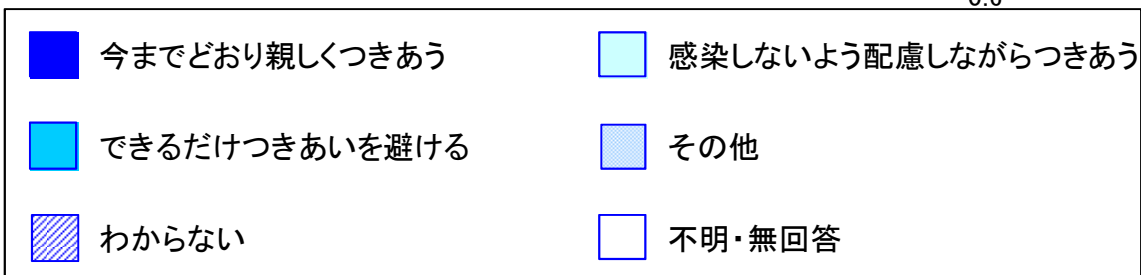 今までどおり親しくつきあう
感染しないよう配慮しながらつきあう
できるだけつきあいを避ける
その他
わからない
不明・無回答